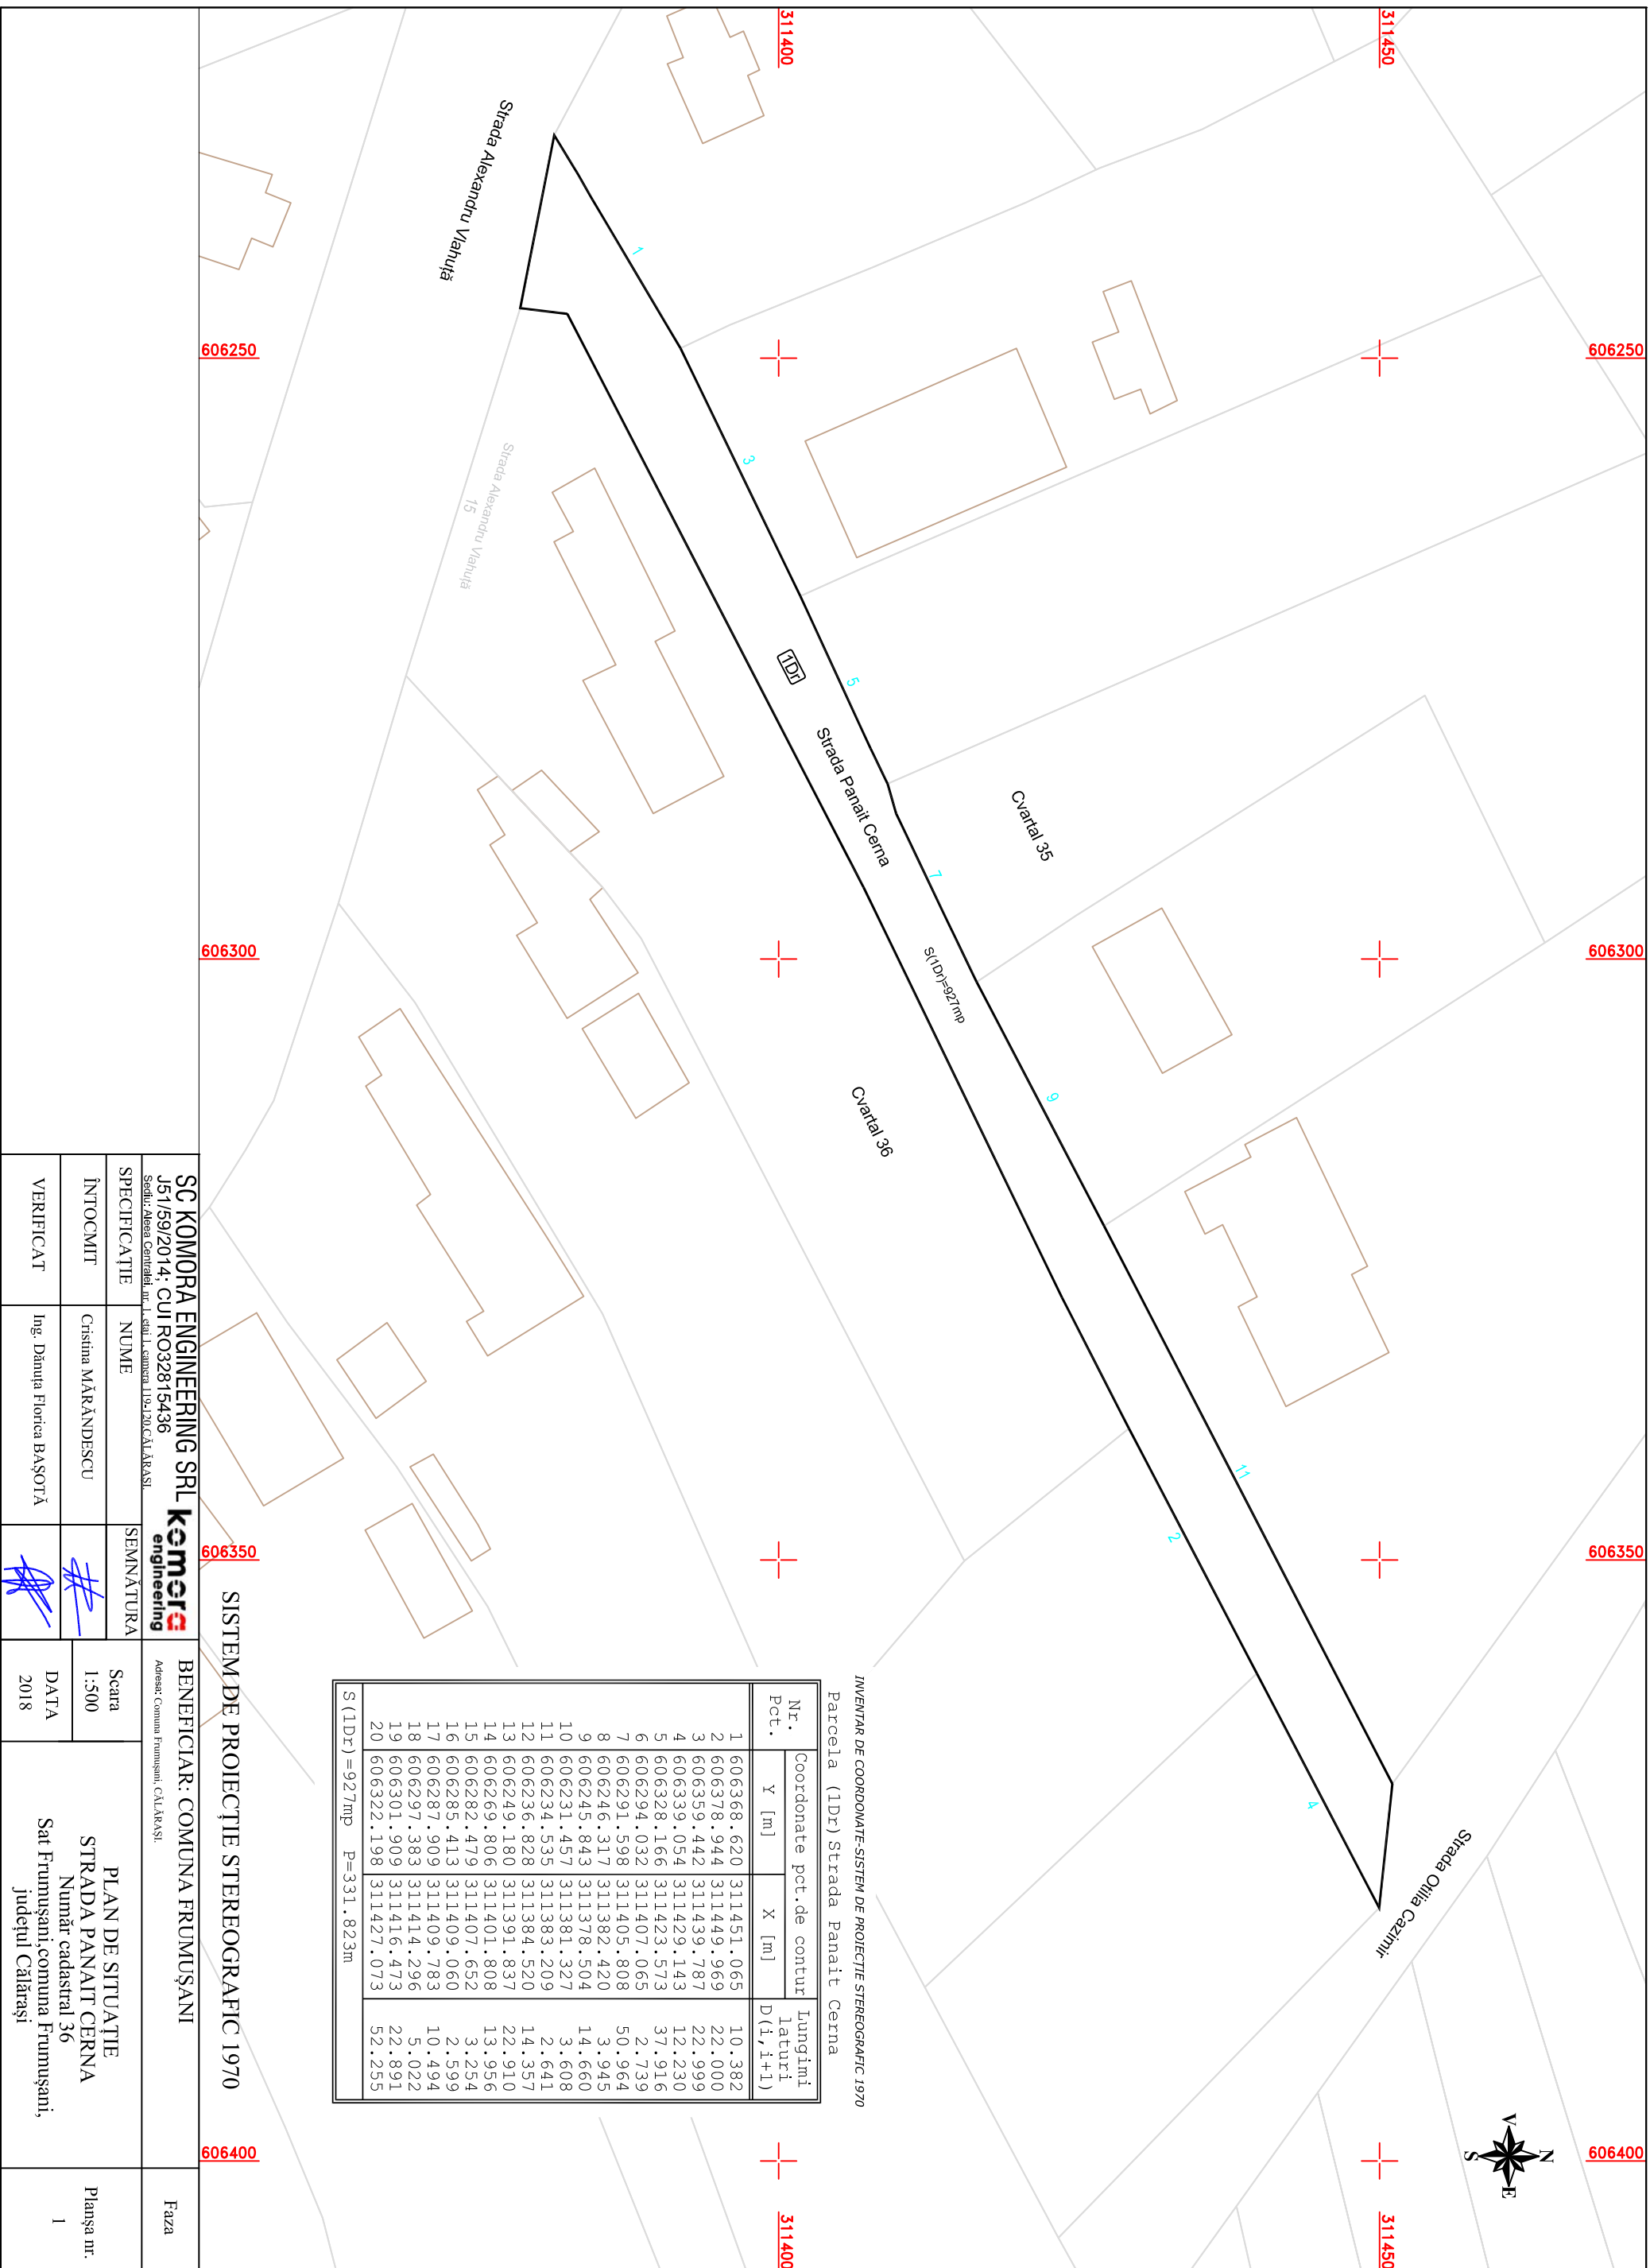 311400
311450
606250
606250
606300
606300
606350
606350
606400
606400
311400
311450
Strada Alexandru Vlahuță
Strada Alexandru Vlahuță
15
1
3
5
7
9
11
2
4
1Dr
Strada Panait Cerna
S(1Dr)=927mp
Cvartal 35
Cvartal 36
Strada Otilia Cazimir
N
V
E
S
INVENTAR DE COORDONATE-SISTEM DE PROIECȚIE STEREOGRAFIC 1970
Parcela (1Dr) Strada Panait Cerna
Nr. Pct. Coordonate pct.de contur Lungimi laturi
Y [m] X [m] D(i,i+1)
1 606368.620 311451.065 10.382
2 606378.944 311449.969 22.000
3 606359.442 311439.787 22.999
4 606339.054 311429.143 12.230
5 606328.166 311423.573 37.916
6 606294.032 311407.065 2.739
7 606291.598 311405.808 50.964
8 606246.317 311382.420 3.945
9 606245.843 311378.504 14.660
10 606231.457 311381.327 3.608
11 606234.535 311383.209 2.641
12 606236.828 311384.520 14.357
13 606249.180 311391.837 22.910
14 606269.806 311401.808 13.956
15 606282.479 311407.652 3.254
16 606285.413 311409.060 2.599
17 606287.909 311409.783 10.494
18 606297.383 311414.296 5.022
19 606301.909 311416.473 22.891
20 606322.198 311427.073 52.255
S(1Dr)=927mp P=331.823m
SISTEM DE PROIECȚIE STEREOGRAFIC 1970
SC KOMORA ENGINEERING SRL
J51/59/2014; CUI RO32815436
Sediu: Aleea Centralei, nr. 1, etaj 1, camera 119-120,CĂLĂRAȘI.
komora
engineering
SPECIFICAȚIE NUME SEMNĂTURA
ÎNTOCMIT Cristina MĂRĂNDESCU
VERIFICAT Ing. Dănuța Florica BAȘOTĂ
BENEFICIAR: COMUNA FRUMUȘANI
Adresa: Comuna Frumușani, CĂLĂRAȘI.
Scara
1:500
DATA
2018
PLAN DE SITUAȚIE
STRADA PANAIT CERNA
Număr cadastral 36
Sat Frumușani,comuna Frumușani,
județul Călărași
Faza
Planșa nr.
1